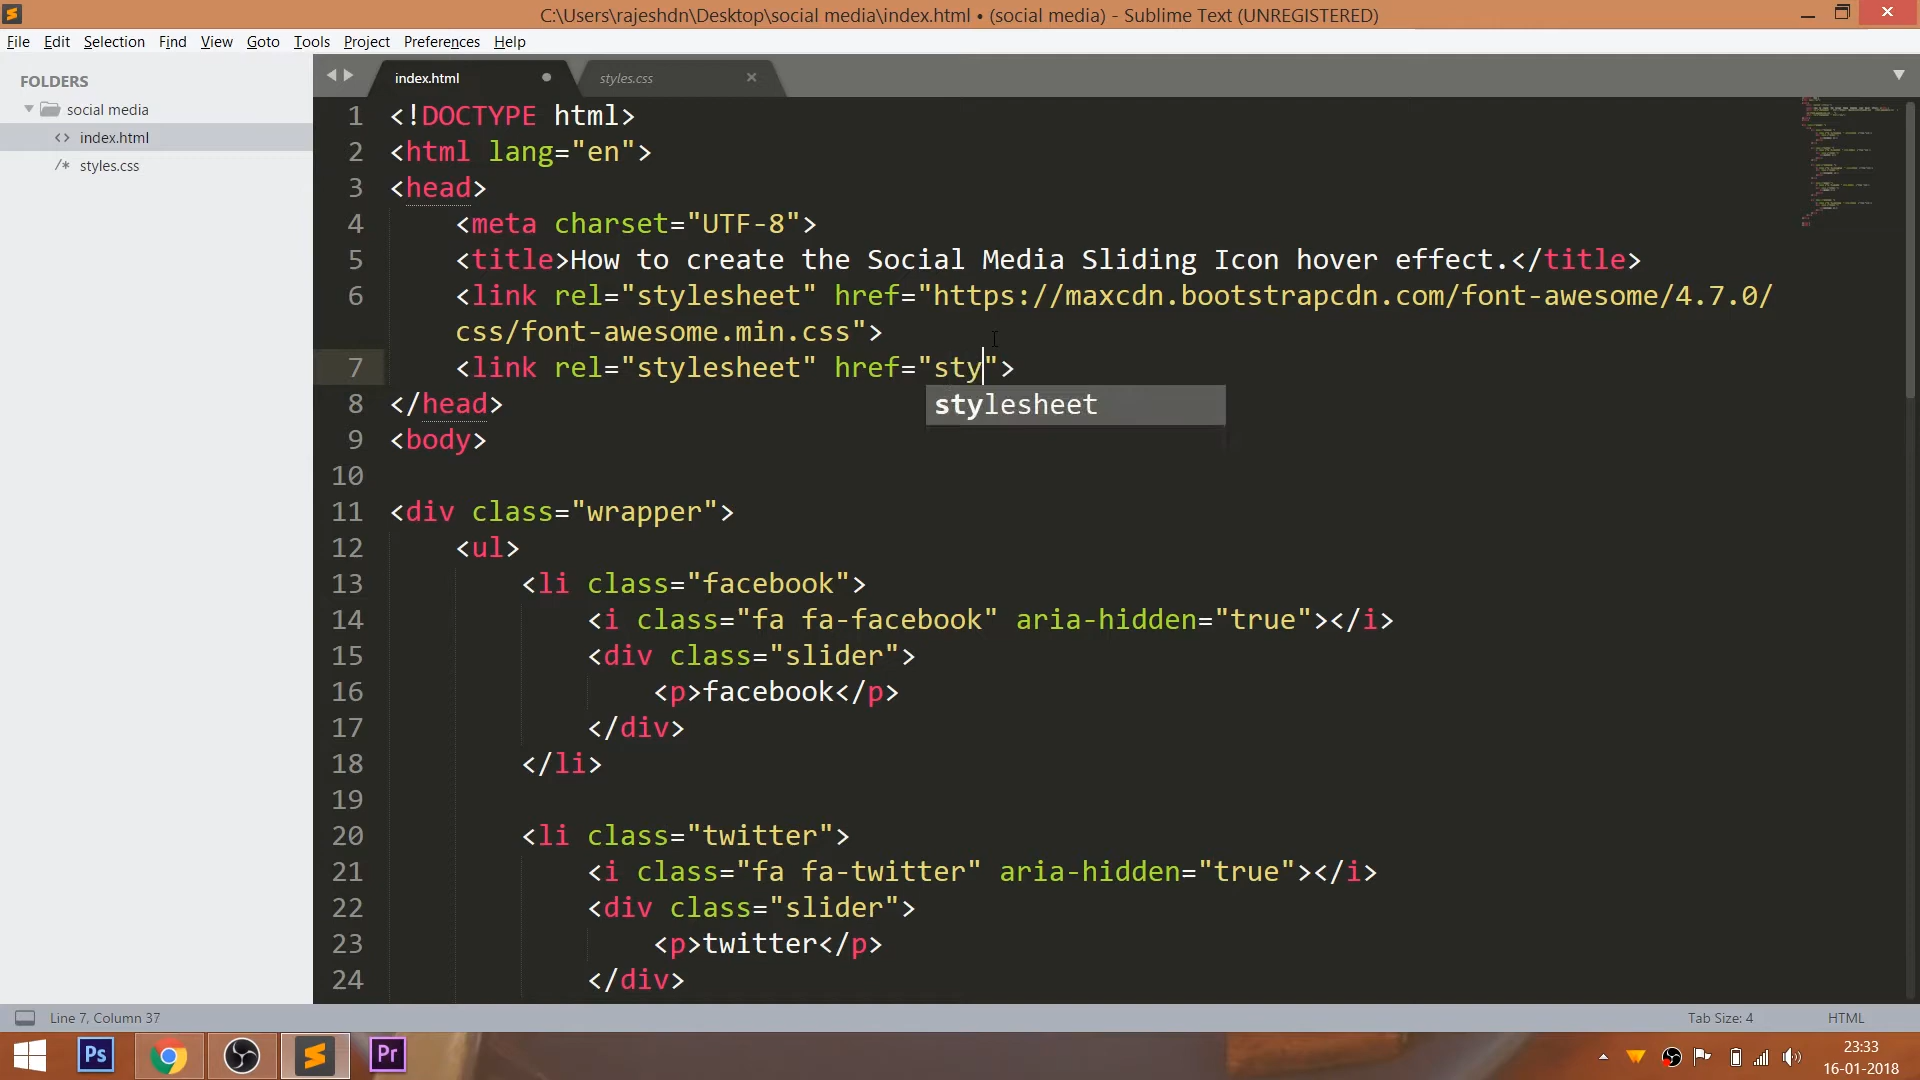 C:\Users\rajeshdn\Desktop\social media\index.html • (social media) - Sublime Text (UNREGISTERED)
File Edit Selection Find View Goto Tools Project Preferences Help
FOLDERS
social media
<> index.html
/* styles.css
index.html
styles.css
1 <!DOCTYPE html>
2 <html lang="en">
3 <head>
4 <meta charset="UTF-8">
5 <title>How to create the Social Media Sliding Icon hover effect.</title>
6 <link rel="stylesheet" href="https://maxcdn.bootstrapcdn.com/font-awesome/4.7.0/
css/font-awesome.min.css">
7 <link rel="stylesheet" href="sty">
stylesheet
8 </head>
9 <body>
10
11 <div class="wrapper">
12 <ul>
13 <li class="facebook">
14 <i class="fa fa-facebook" aria-hidden="true"></i>
15 <div class="slider">
16 <p>facebook</p>
17 </div>
18 </li>
19
20 <li class="twitter">
21 <i class="fa fa-twitter" aria-hidden="true"></i>
22 <div class="slider">
23 <p>twitter</p>
24 </div>
Line 7, Column 37
Tab Size: 4
HTML
Ps
Pr
23:33
16-01-2018